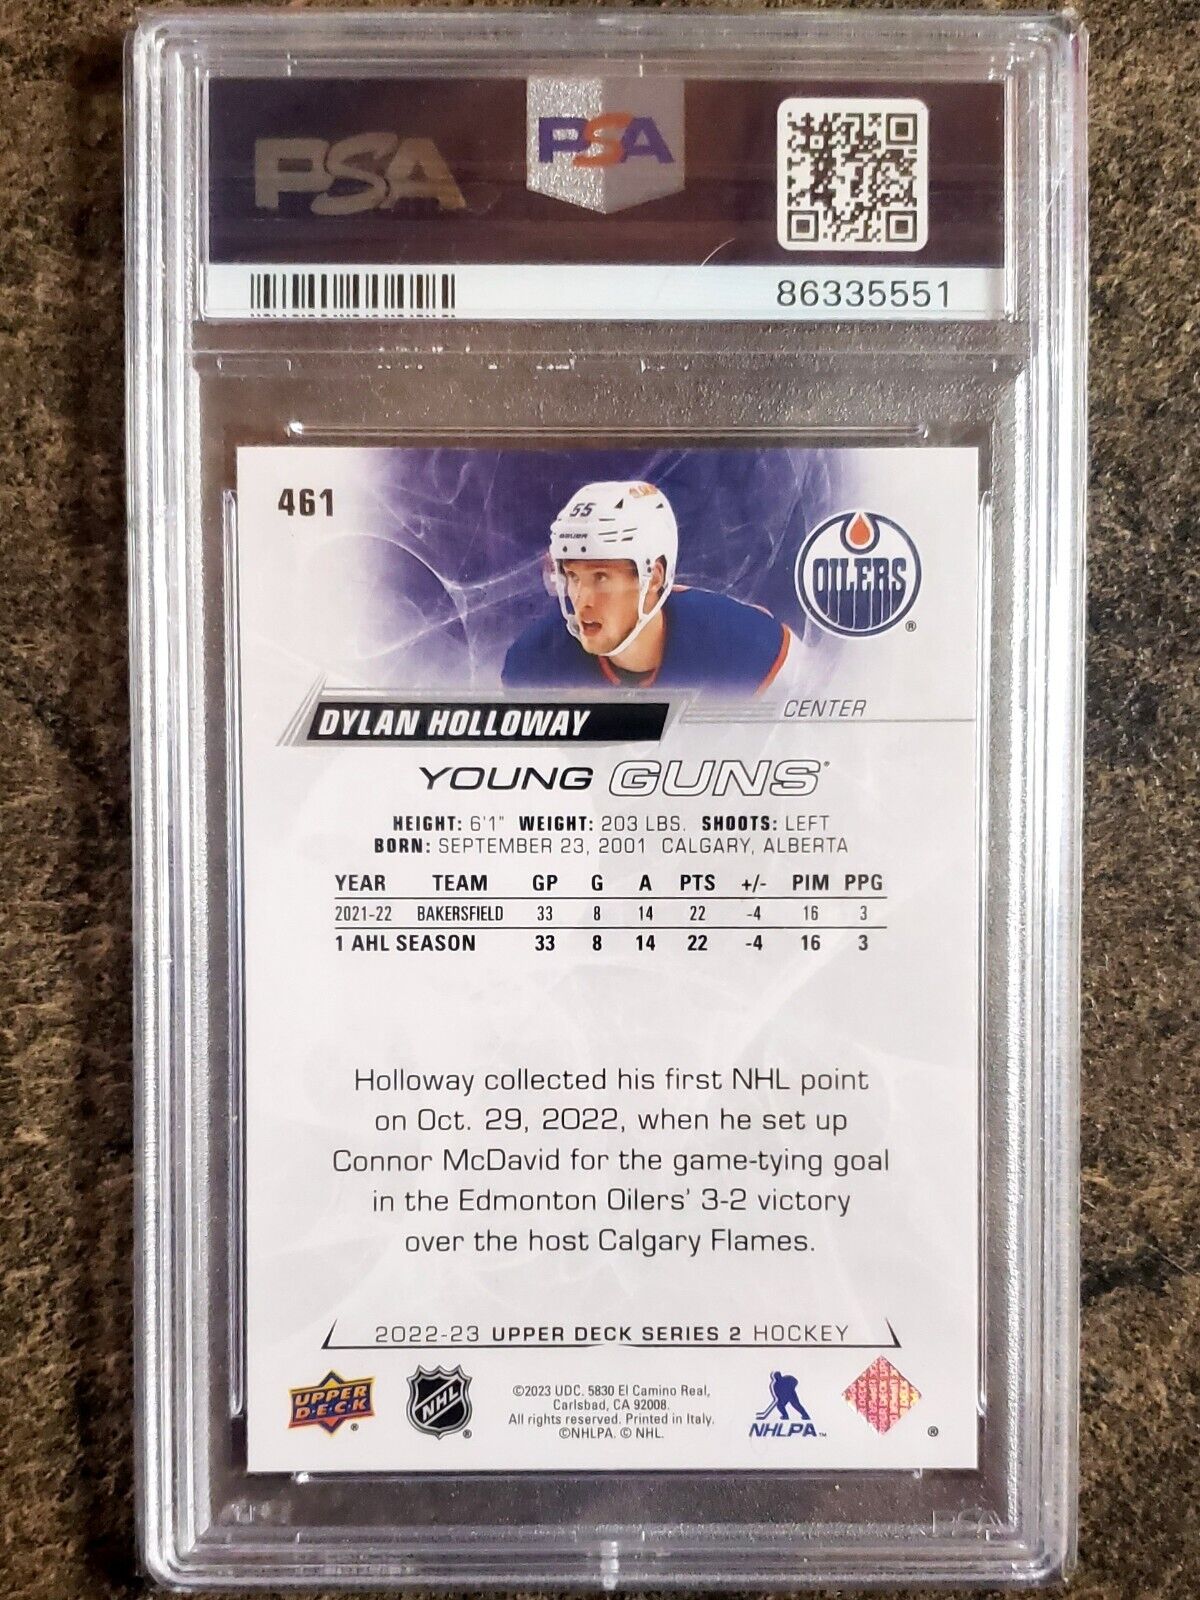 PSA
PSA
86335551
461
55
BAUER
OILERS
®
DYLAN HOLLOWAY
CENTER
YOUNG GUNS®
HEIGHT: 6'1" WEIGHT: 203 LBS. SHOOTS: LEFT
BORN: SEPTEMBER 23, 2001 CALGARY, ALBERTA
YEAR TEAM GP G A PTS +/- PIM PPG
2021-22 BAKERSFIELD 33 8 14 22 -4 16 3
1 AHL SEASON 33 8 14 22 -4 16 3
Holloway collected his first NHL point
on Oct. 29, 2022, when he set up
Connor McDavid for the game-tying goal
in the Edmonton Oilers' 3-2 victory
over the host Calgary Flames.
2022-23 UPPER DECK SERIES 2 HOCKEY
UPPER
D·E·C·K
®
NHL
®
©2023 UDC. 5830 El Camino Real,
Carlsbad, CA 92008.
All rights reserved. Printed in Italy.
©NHLPA. © NHL.
NHLPA™
®
PSA